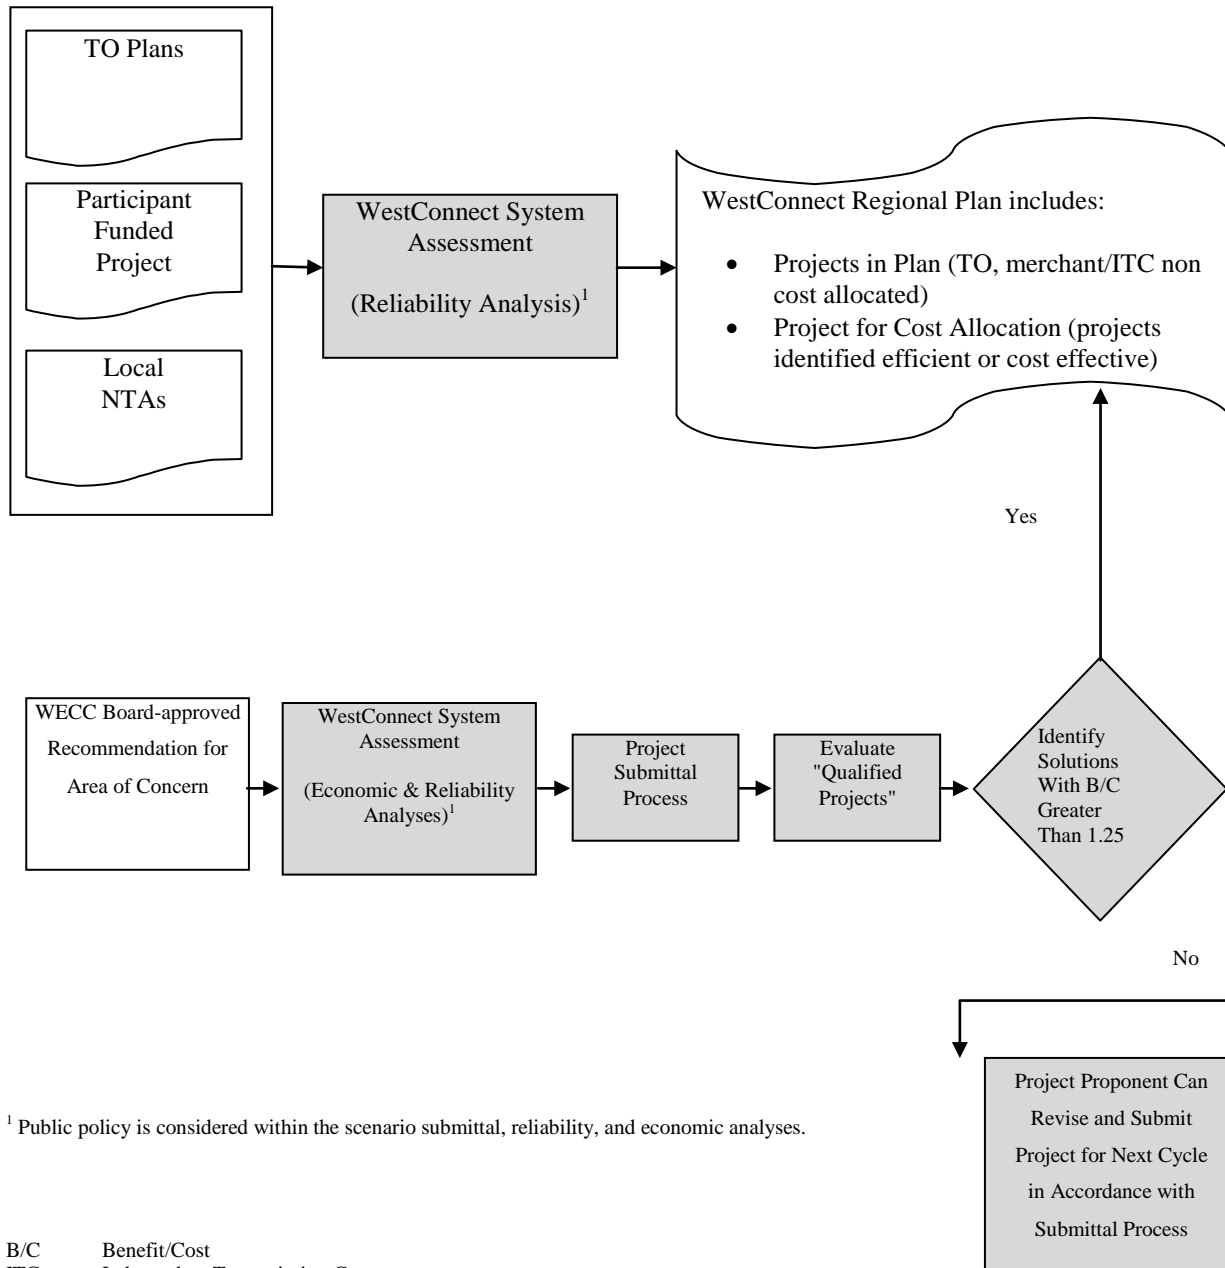 TO Plans
Participant
Funded
Project
Local
NTAs
WestConnect System
Assessment
(Reliability Analysis)1
WestConnect Regional Plan includes:
• Projects in Plan (TO, merchant/ITC non
cost allocated)
• Project for Cost Allocation (projects
identified efficient or cost effective)
Yes
WECC Board-approved
Recommendation for
Area of Concern
WestConnect System
Assessment
(Economic & Reliability
Analyses)1
Project
Submittal
Process
Evaluate
"Qualified
Projects"
Identify
Solutions
With B/C
Greater
Than 1.25
No
Project Proponent Can
Revise and Submit
Project for Next Cycle
in Accordance with
Submittal Process
1 Public policy is considered within the scenario submittal, reliability, and economic analyses.
B/C Benefit/Cost